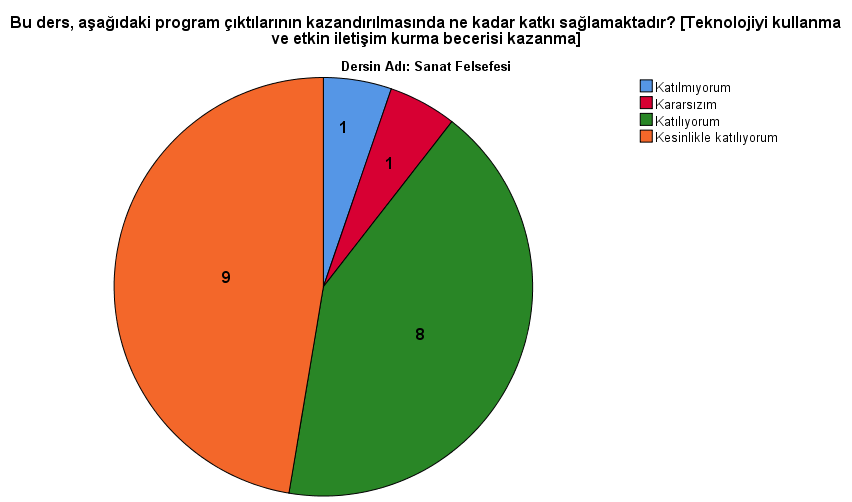 Bu ders, aşağıdaki program çıktılarının kazandırılmasında ne kadar katkı sağlamaktadır? [Teknolojiyi kullanma
ve etkin iletişim kurma becerisi kazanma]
Dersin Adı: Sanat Felsefesi
Katılmıyorum
Kararsızım
Katılıyorum
Kesinlikle katılıyorum
1
1
9
8